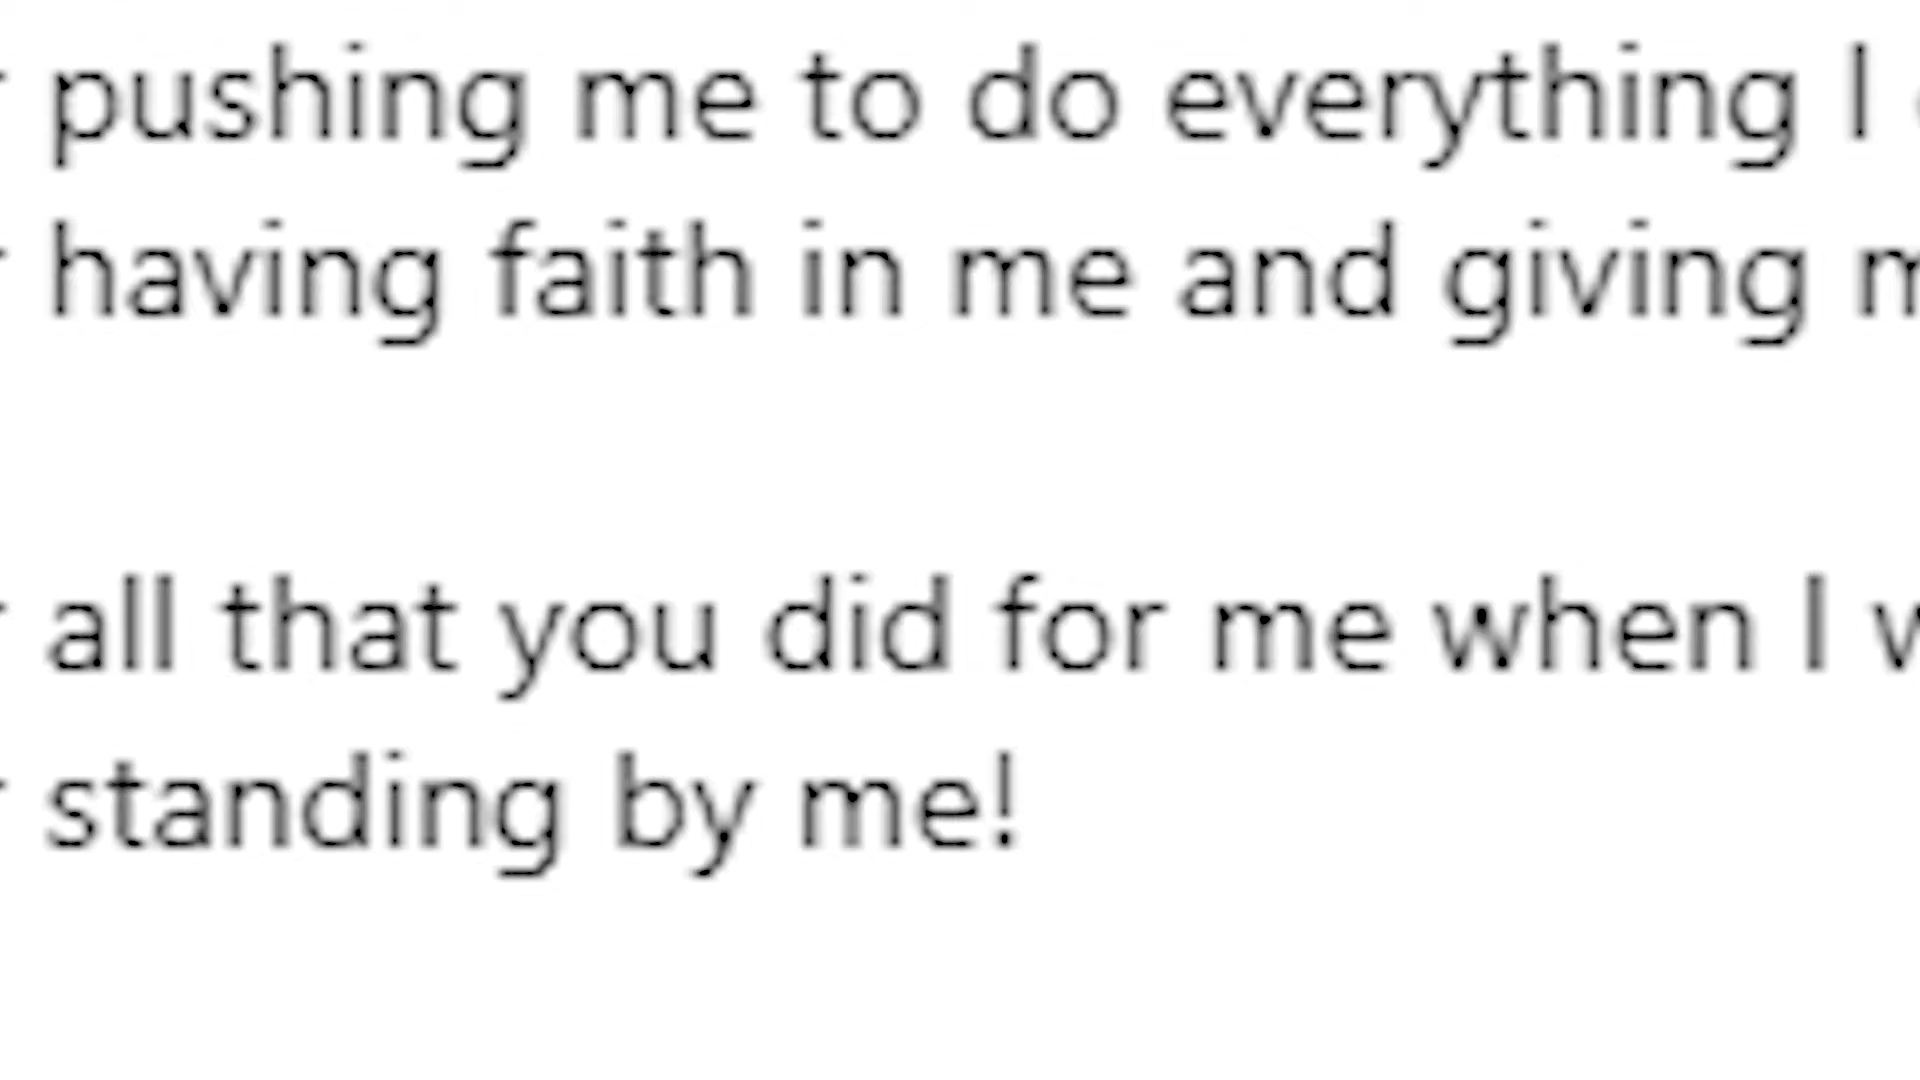 pushing me to do everything I
having faith in me and giving
all that you did for me when I
standing by me!